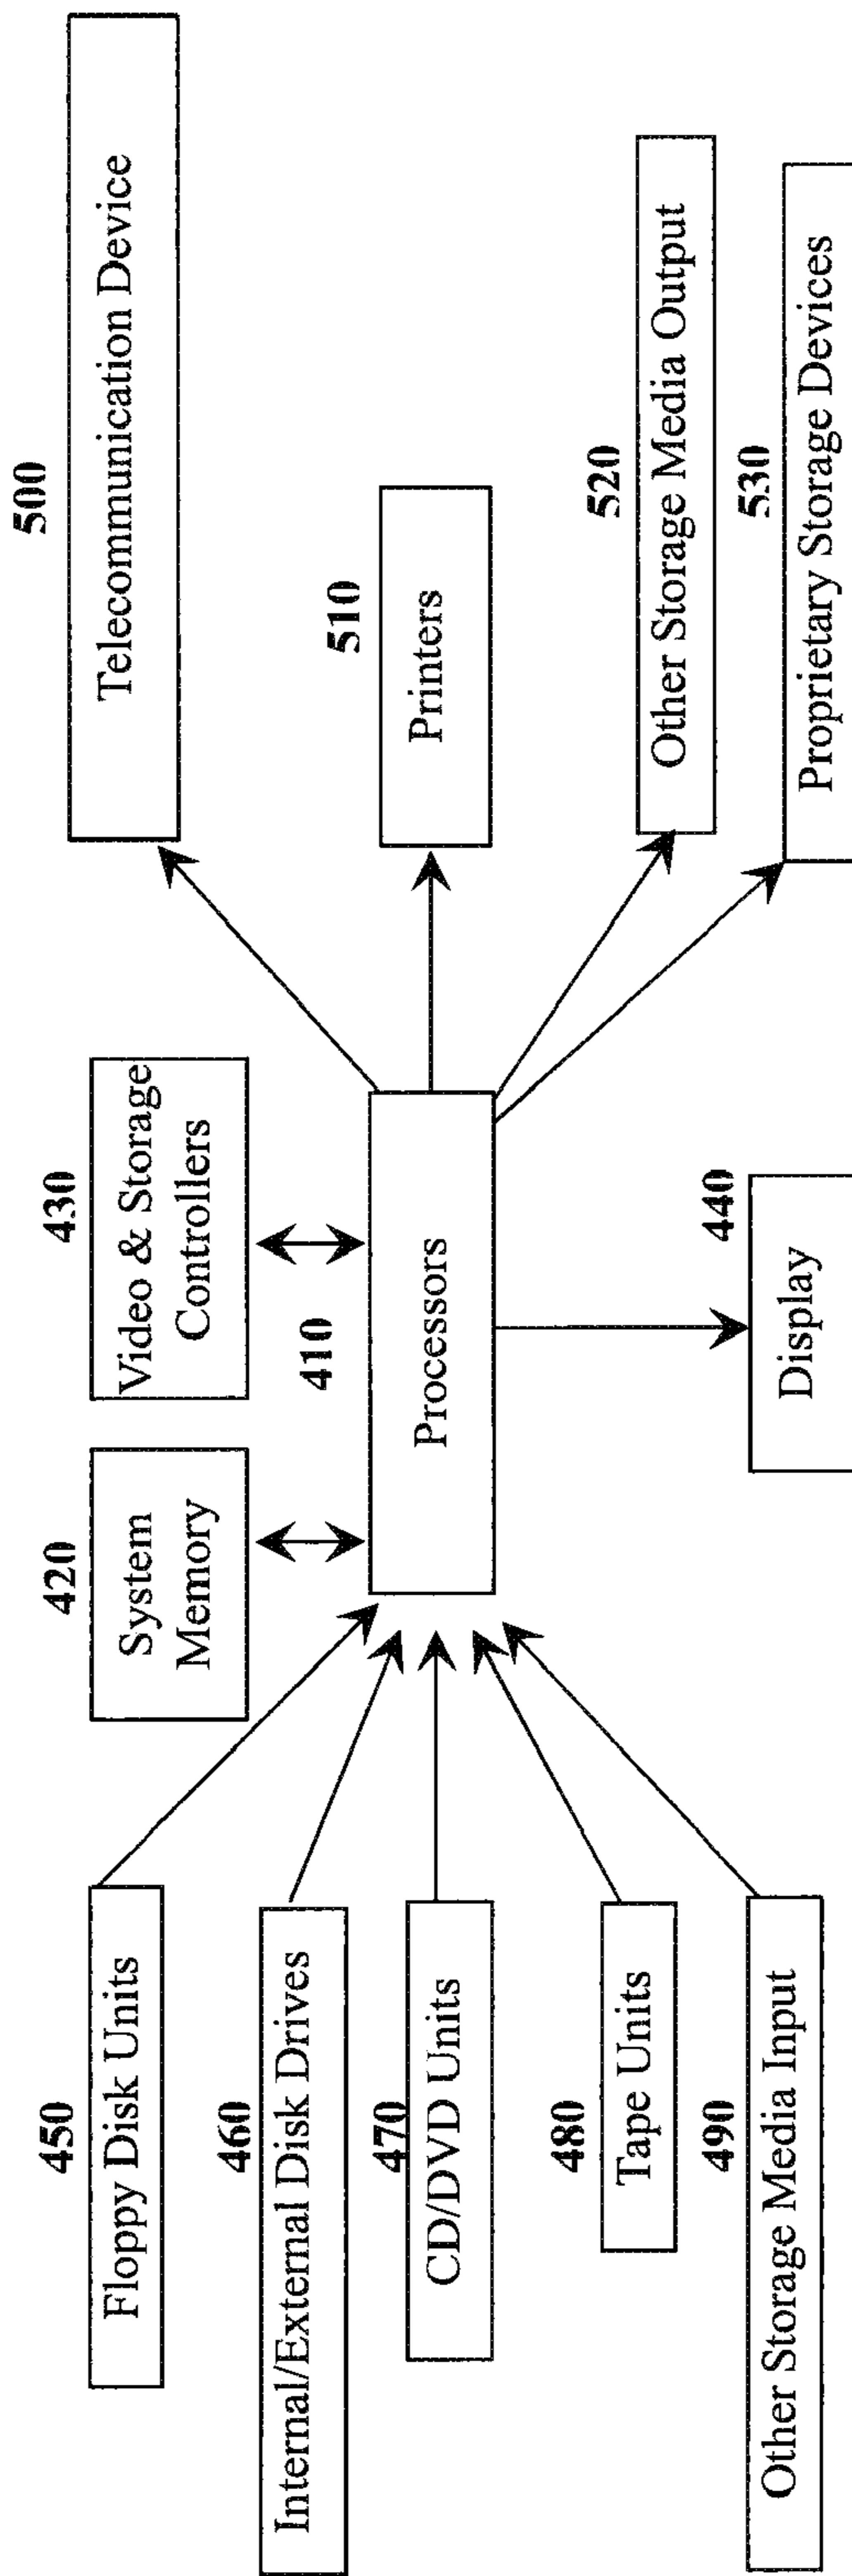 450
Floppy Disk Units
460
Internal/External Disk Drives
470
CD/DVD Units
480
Tape Units
490
Other Storage Media Input
420
System
Memory
430
Video & Storage
Controllers
410
Processors
440
Display
500
Telecommunication Device
510
Printers
520
Other Storage Media Output
530
Proprietary Storage Devices